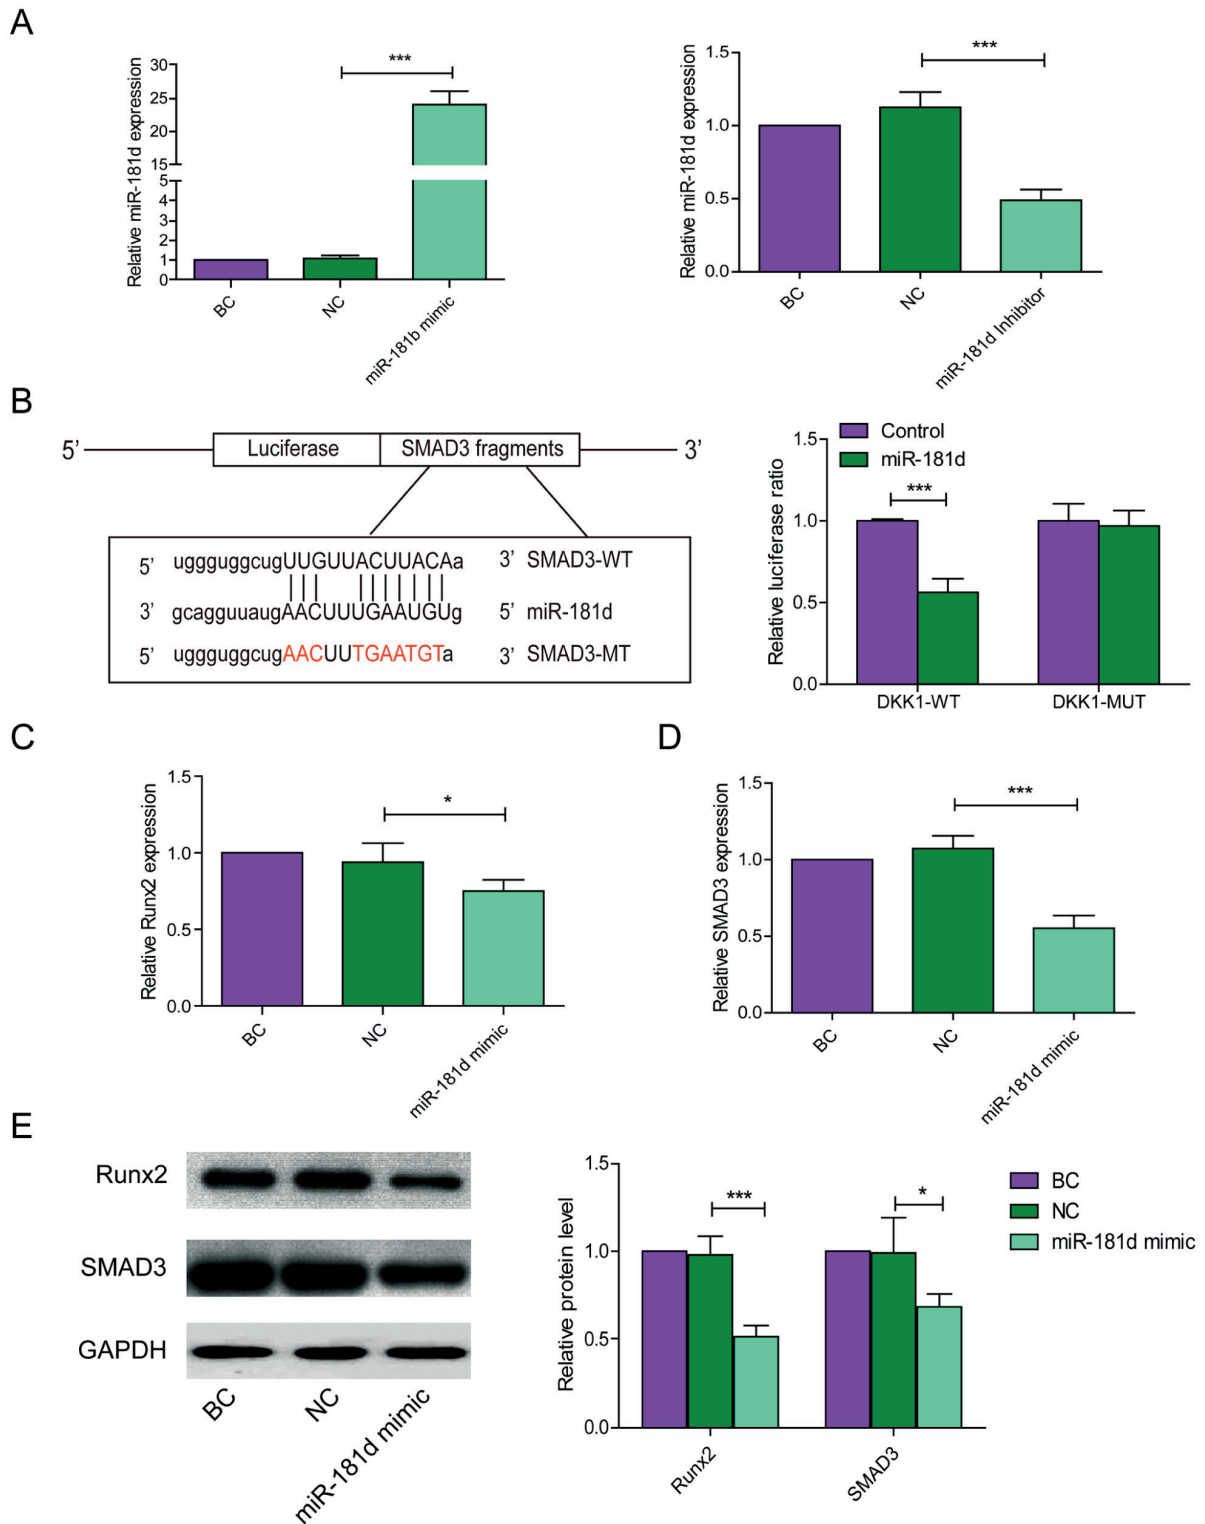 A
Relative miR-181d expression
30
25
20
15
5
4
3
2
1
0
***
BC
NC
miR-181b mimic
Relative miR-181d expression
1.5
1.0
0.5
0.0
***
BC
NC
miR-181d Inhibitor
B
5’
Luciferase
SMAD3 fragments
3’
5’ uggguggcugUUGUUACUUACAa 3’ SMAD3-WT
3’ gcagguuaugAACUUUGAAUGUg 5’ miR-181d
5’ uggguggcugAACUUTGAATGTa 3’ SMAD3-MT
Relative luciferase ratio
1.5
1.0
0.5
0.0
Control
miR-181d
***
DKK1-WT
DKK1-MUT
C
Relative Runx2 expression
1.5
1.0
0.5
0.0
*
BC
NC
miR-181d mimic
D
Relative SMAD3 expression
1.5
1.0
0.5
0.0
***
BC
NC
miR-181d mimic
E
Runx2
SMAD3
GAPDH
BC
NC
miR-181d mimic
Relative protein level
1.5
1.0
0.5
0.0
***
*
Runx2
SMAD3
BC
NC
miR-181d mimic